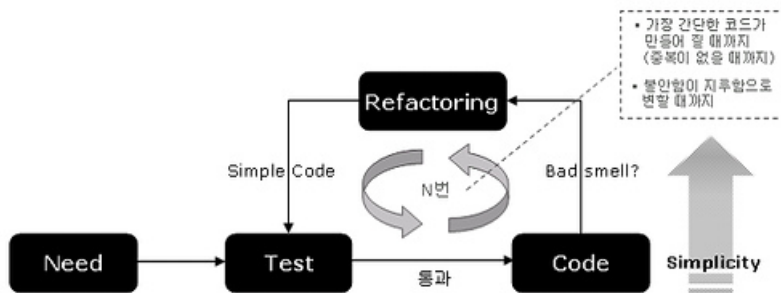 • 가장 간단한 코드가
만들어 질 때까지
(중복이 없을 때까지)
• 불안함이 지루함으로
변할 때까지
Refactoring
Simple Code
N번
Bad smell?
Need
Test
통과
Code
Simplicity